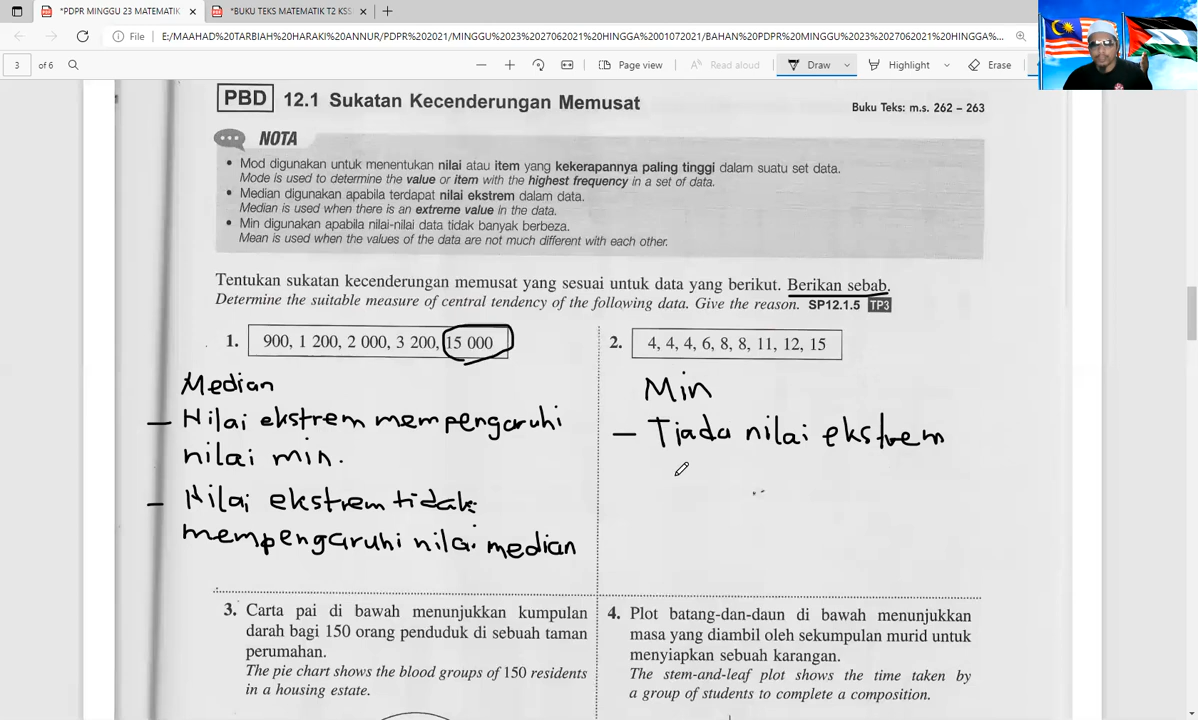 *PDPR MINGGU 23 MATEMATIK
*BUKU TEKS MATEMATIK T2 KSS
File
E:/MAAHAD%20TARBIAH%20HARAKI%20ANNUR/PDPR%202021/MINGGU%2023%2027062021%20HINGGA%2001072021/BAHAN%20PDPR%20MINGGU%2023%2027062021%20HINGGA%...
3 of 6
Page view
Read aloud
Draw
Highlight
Erase
PBD 12.1 Sukatan Kecenderungan Memusat
Buku Teks: m.s. 262 – 263
NOTA
• Mod digunakan untuk menentukan nilai atau item yang kekerapannya paling tinggi dalam suatu set data.
Mode is used to determine the value or item with the highest frequency in a set of data.
• Median digunakan apabila terdapat nilai ekstrem dalam data.
Median is used when there is an extreme value in the data.
• Min digunakan apabila nilai-nilai data tidak banyak berbeza.
Mean is used when the values of the data are not much different with each other.
Tentukan sukatan kecenderungan memusat yang sesuai untuk data yang berikut. Berikan sebab.
Determine the suitable measure of central tendency of the following data. Give the reason. SP12.1.5 TP3
1. 900, 1 200, 2 000, 3 200, 15 000
Median
– Nilai ekstrem mempengaruhi
nilai min.
– Nilai ekstrem tidak
mempengaruhi nilai median
2. 4, 4, 4, 6, 8, 8, 11, 12, 15
Min
– Tiada nilai ekstrem
3. Carta pai di bawah menunjukkan kumpulan
darah bagi 150 orang penduduk di sebuah taman
perumahan.
The pie chart shows the blood groups of 150 residents
in a housing estate.
4. Plot batang-dan-daun di bawah menunjukkan
masa yang diambil oleh sekumpulan murid untuk
menyiapkan sebuah karangan.
The stem-and-leaf plot shows the time taken by
a group of students to complete a composition.